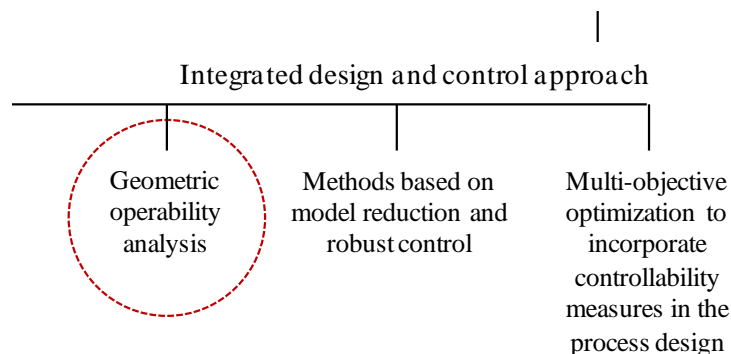 Integrated design and control approach
Geometric
operability
analysis
Methods based on
model reduction and
robust control
Multi-objective
optimization to
incorporate
controllability
measures in the
process design